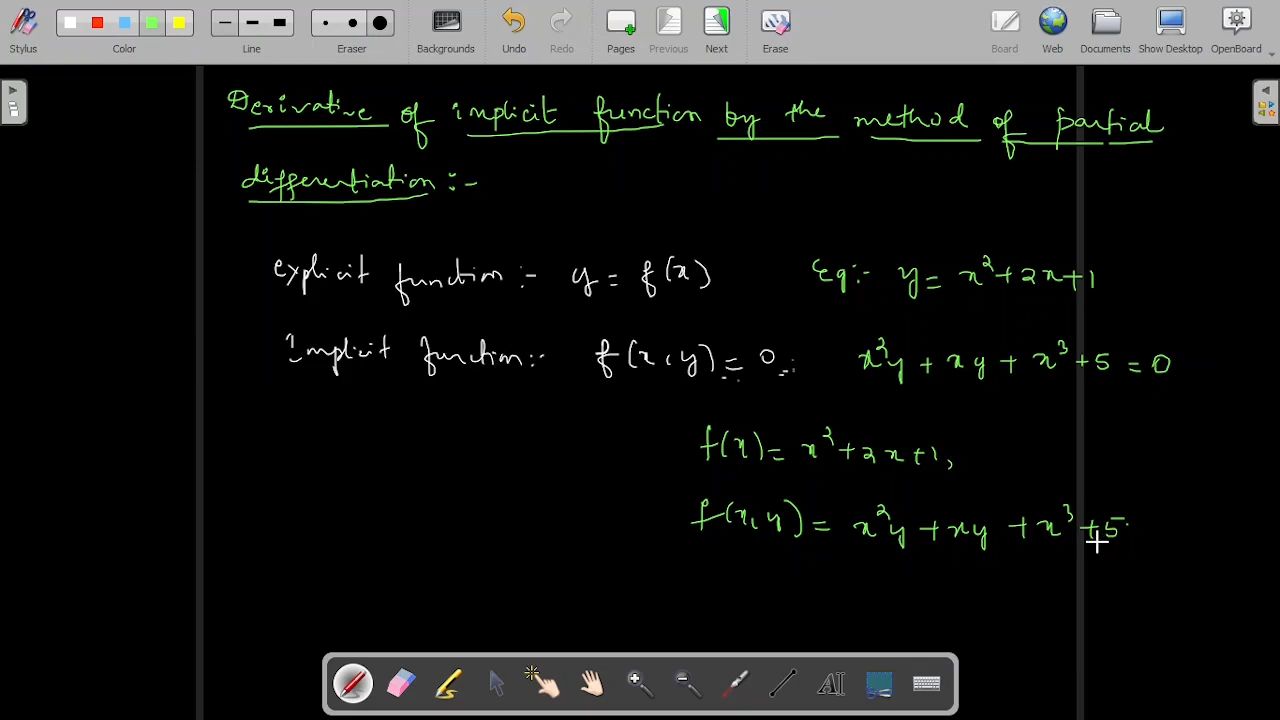 Stylus Color Line Eraser Backgrounds Undo Redo Pages Previous Next Erase Board Web Documents Show Desktop OpenBoard
Derivative of implicit function by the method of partial
differentiation :-
explicit function :- y = f(x) Eg:- y = x²+2x+1
Implicit function :- f(x,y) = 0. x²y + xy + x³+5 = 0
f(x) = x²+2x+1,
f(x,y) = x²y + xy + x³+5.